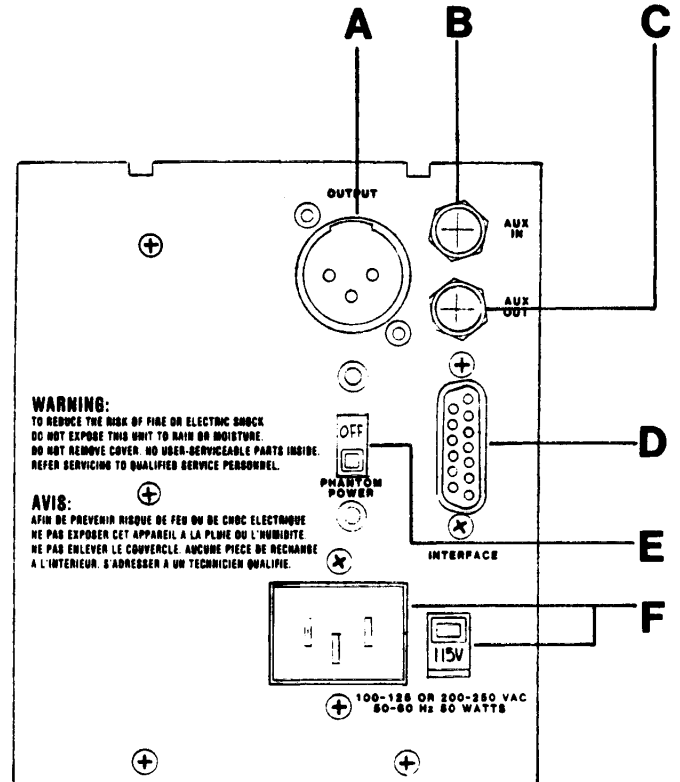 A B C
OUTPUT
AUX
IN
AUX
OUT
WARNING:
TO REDUCE THE RISK OF FIRE OR ELECTRIC SHOCK
DO NOT EXPOSE THIS UNIT TO RAIN OR MOISTURE.
DO NOT REMOVE COVER. NO USER-SERVICEABLE PARTS INSIDE.
REFER SERVICING TO QUALIFIED SERVICE PERSONNEL.
OFF
D
PHANTOM
POWER
AVIS:
AFIN DE PREVENIR RISQUE DE FEU OU DE CHOC ELECTRIQUE
NE PAS EXPOSER CET APPAREIL A LA PLUIE OU L'HUMIDITE.
NE PAS ENLEVER LE COUVERCLE. AUCUNE PIECE DE RECHANGE
A L'INTERIEUR. S'ADRESSER A UN TECHNICIEN QUALIFIE.
INTERFACE
E
F
115V
100-125 OR 200-250 VAC
50-60 Hz 50 WATTS